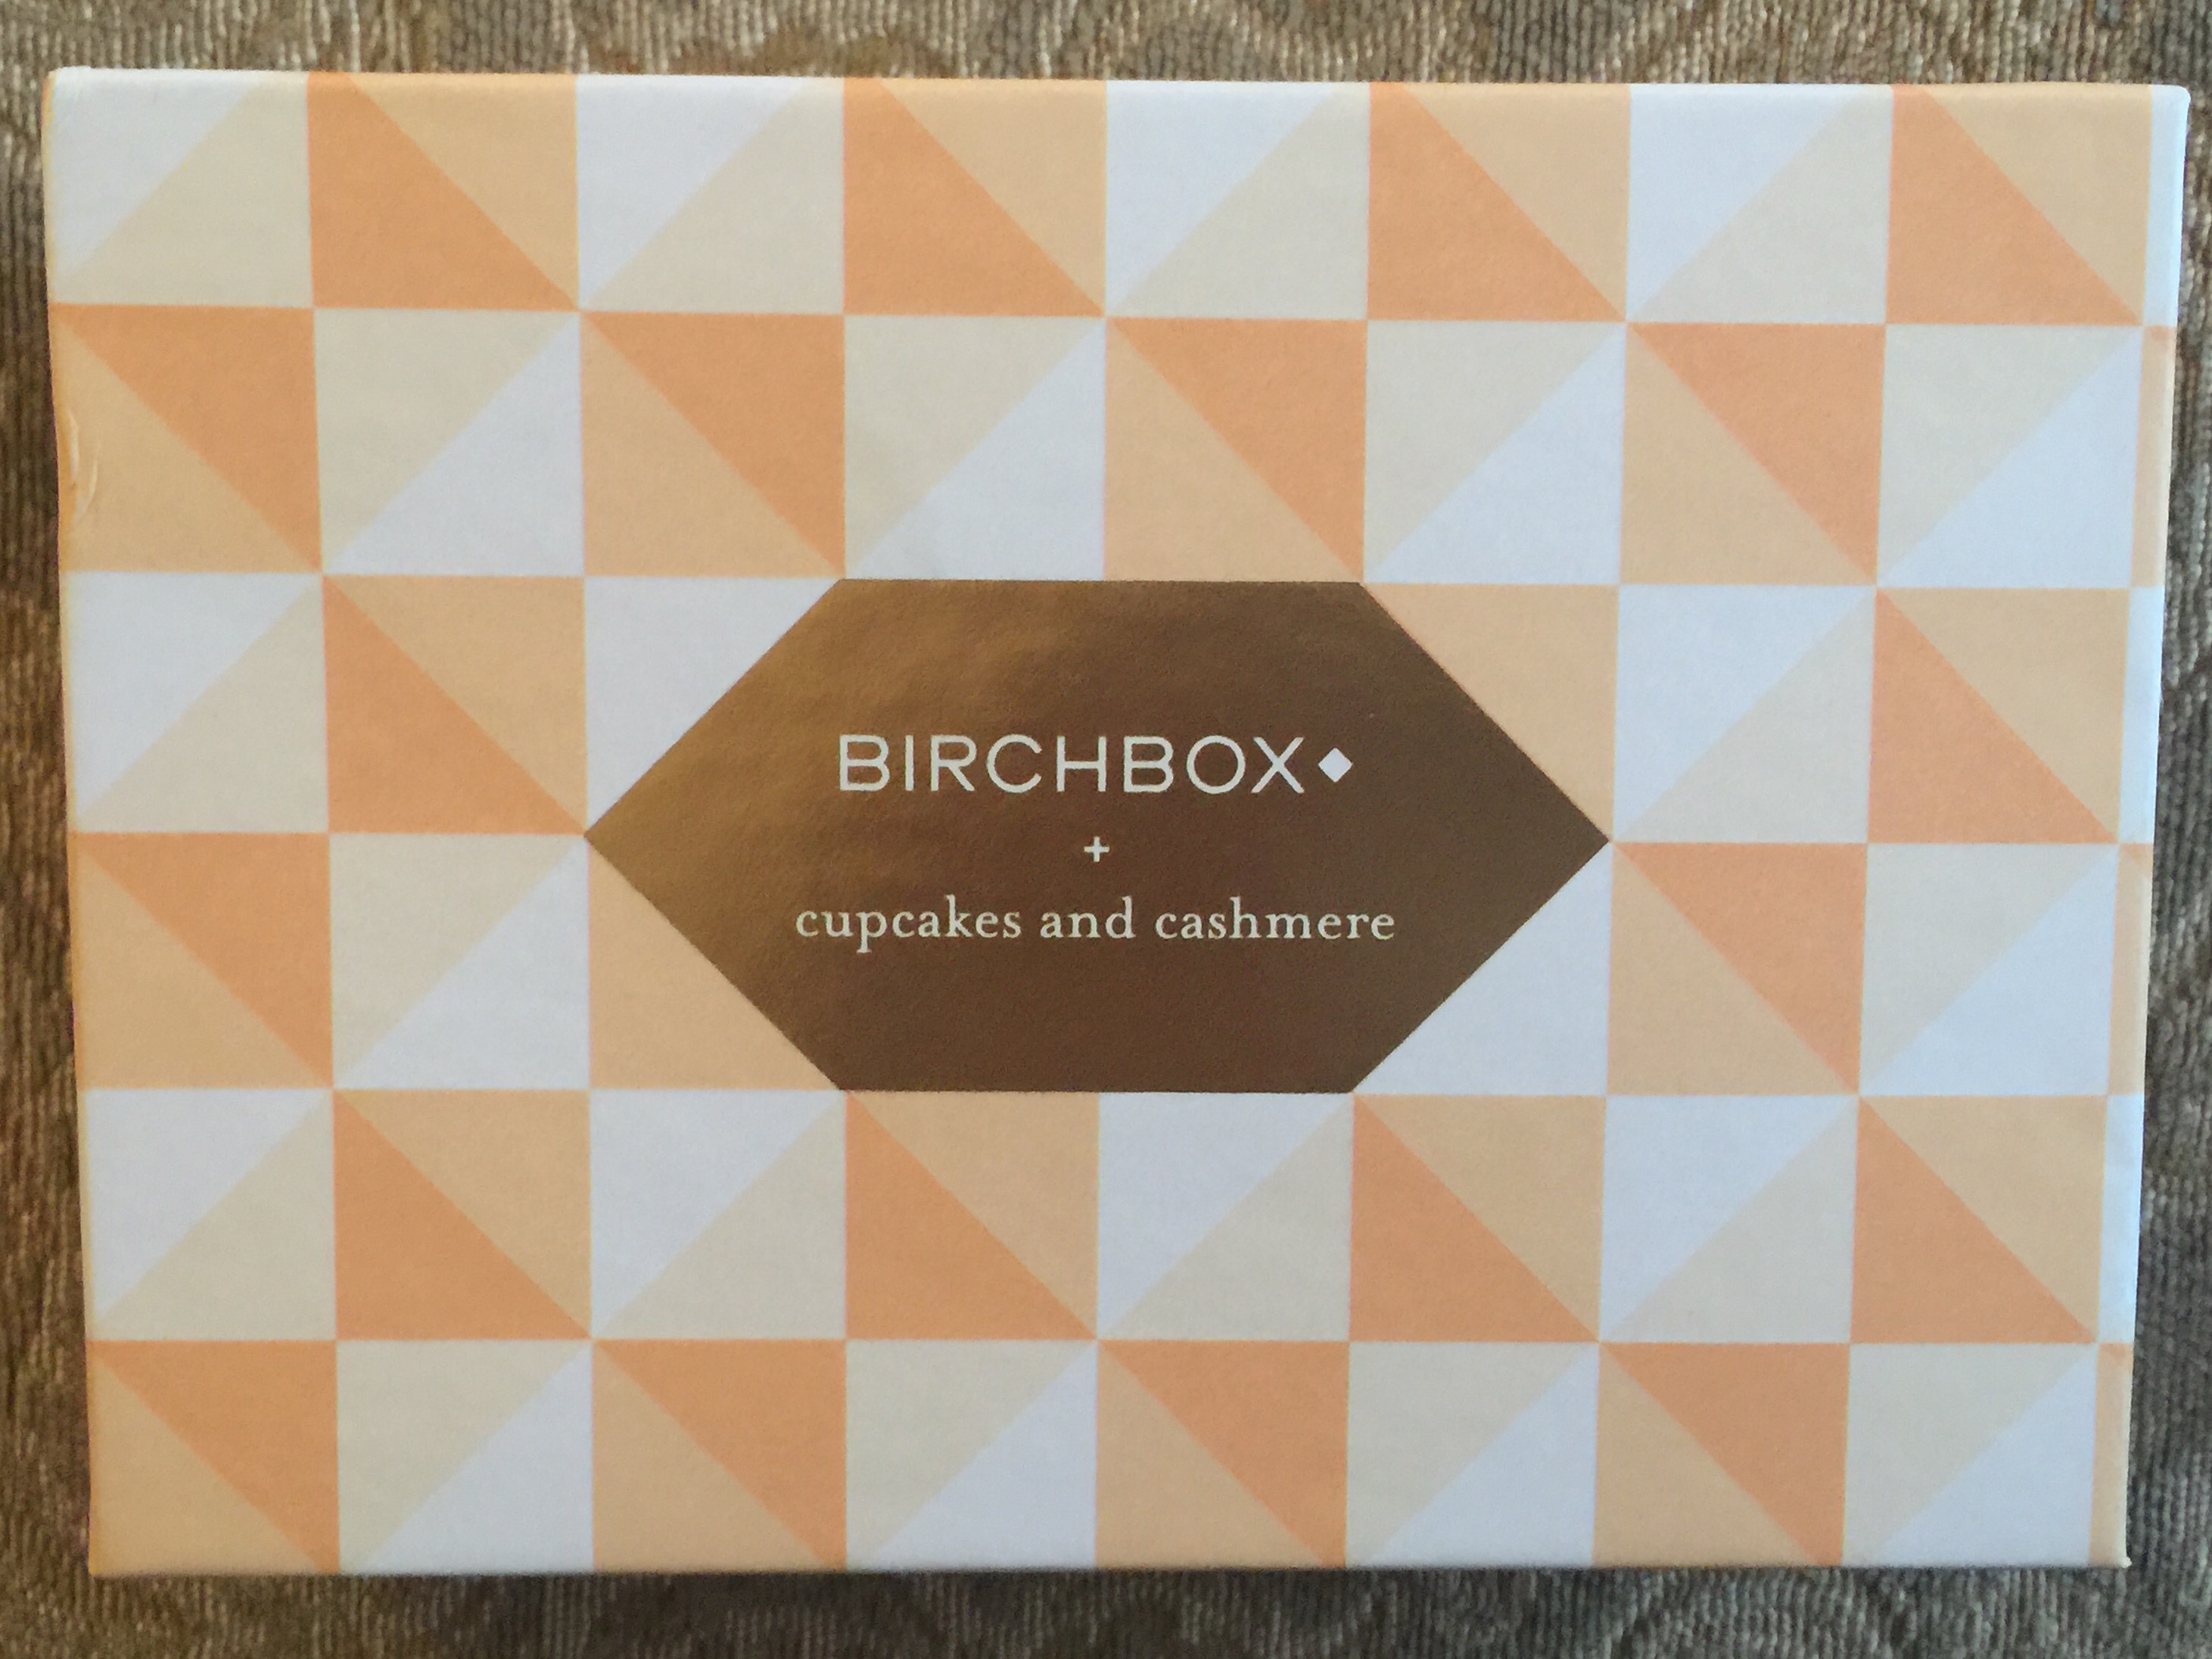 BIRCHBOX◆
+
cupcakes and cashmere